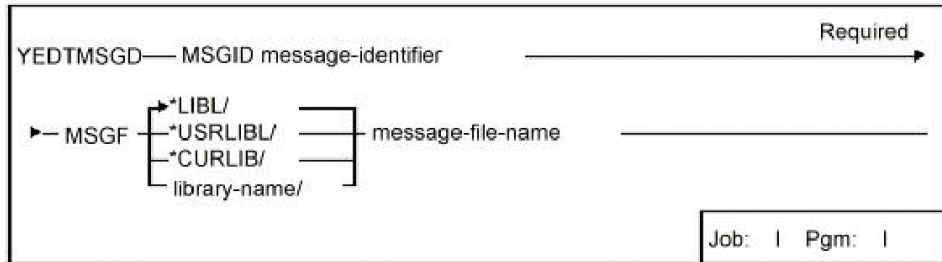 Required
YEDTMSGD MSGID message-identifier
*LIBL/
MSGF *USRLIBL/ message-file-name
*CURLIB/
library-name/
Job: I Pgm: I